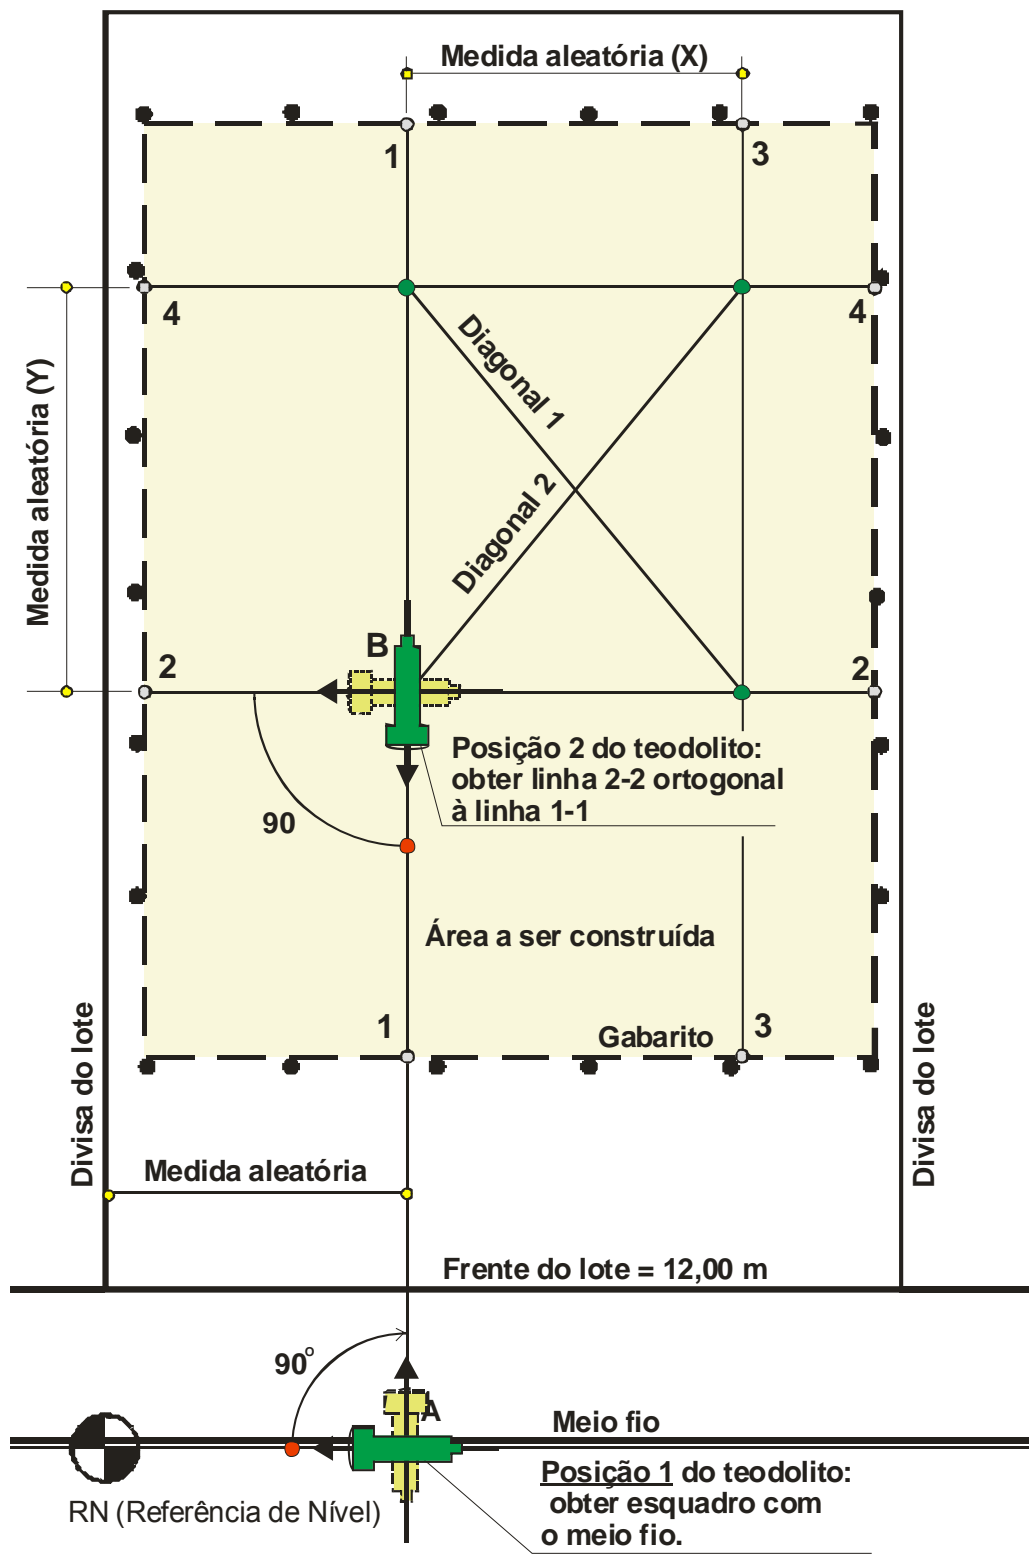 Medida aleatória (X)
1
3
4
4
Diagonal 1
Medida aleatória (Y)
Diagonal 2
B
2
2
Posição 2 do teodolito:
obter linha 2-2 ortogonal
à linha 1-1
90
Área a ser construída
1
Gabarito
3
Divisa do lote
Divisa do lote
Medida aleatória
Frente do lote = 12,00 m
90°
A
Meio fio
Posição 1 do teodolito:
obter esquadro com
o meio fio.
RN (Referência de Nível)